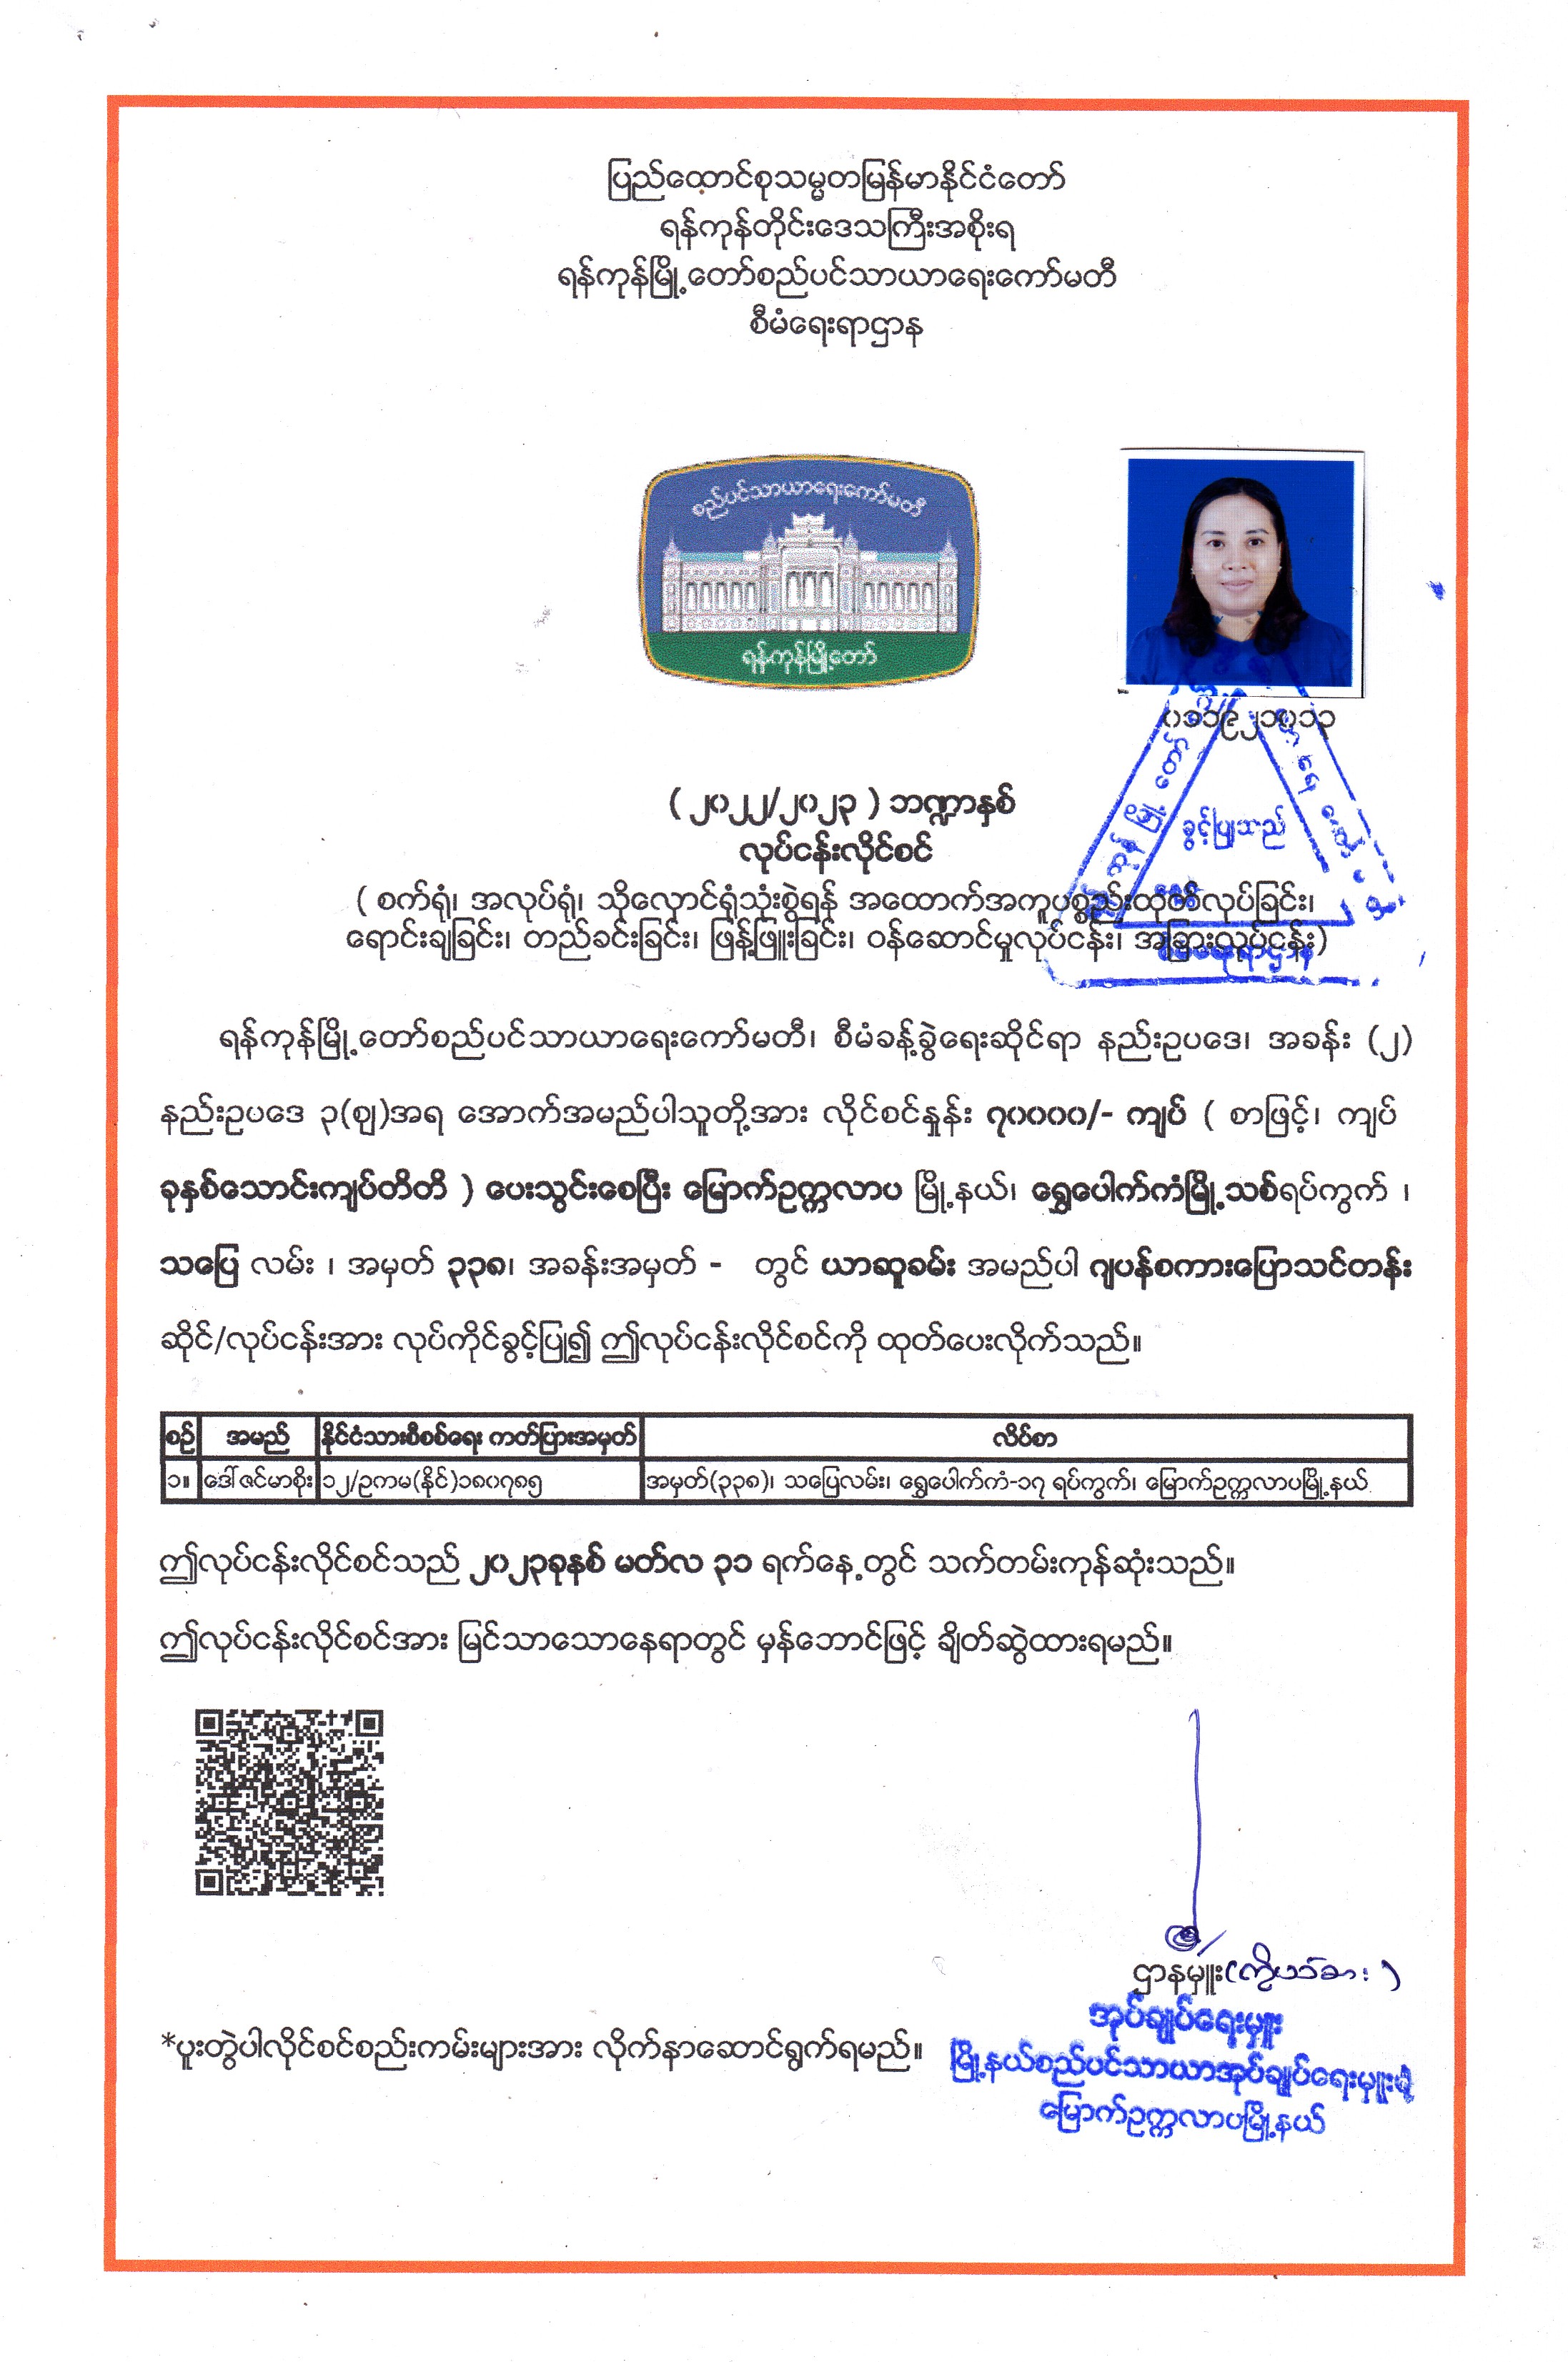 ပြည်ထောင်စုသမ္မတမြန်မာနိုင်ငံတော်
ရန်ကုန်တိုင်းဒေသကြီးအစိုးရ
ရန်ကုန်မြို့တော်စည်ပင်သာယာရေးကော်မတီ
စီမံရေးရာဌာန
စည်ပင်သာယာရေးကော်မတီ
ရန်ကုန်မြို့တော်
( ၂၀၂၂/၂၀၂၃ ) ဘဏ္ဍာနှစ်
ခွင့်ပြုသည်
လုပ်ငန်းလိုင်စင်
( စက်ရုံ၊ အလုပ်ရုံ၊ သိုလှောင်ရုံသုံးစွဲရန် အထောက်အကူပစ္စည်းထုတ်လုပ်ခြင်း၊
ရောင်းချခြင်း၊ တည်ခင်းခြင်း၊ ဖြန့်ဖြူးခြင်း၊ ဝန်ဆောင်မှုလုပ်ငန်း၊ အခြားလုပ်ငန်း)
ရန်ကုန်မြို့တော်စည်ပင်သာယာရေးကော်မတီ၊ စီမံခန့်ခွဲရေးဆိုင်ရာ နည်းဥပဒေ၊ အခန်း (၂)
နည်းဥပဒေ ၃(ဈ)အရ အောက်အမည်ပါသူတို့အား လိုင်စင်နှုန်း ၇၀၀၀၀/- ကျပ် ( စာဖြင့်၊ ကျပ်
ခုနှစ်သောင်းကျပ်တိတိ ) ပေးသွင်းစေပြီး မြောက်ဥက္ကလာပ မြို့နယ်၊ ရွှေပေါက်ကံမြို့သစ်ရပ်ကွက် ၊
သပြေ လမ်း ၊ အမှတ် ၃၃၈၊ အခန်းအမှတ် - တွင် ယာဆူခမ်း အမည်ပါ ဂျပန်စကားပြောသင်တန်း
ဆိုင်/လုပ်ငန်းအား လုပ်ကိုင်ခွင့်ပြု၍ ဤလုပ်ငန်းလိုင်စင်ကို ထုတ်ပေးလိုက်သည်။
စဉ် အမည် နိုင်ငံသားစိစစ်ရေး ကတ်ပြားအမှတ် လိပ်စာ
၁။ ဒေါ်ဇင်မာစိုး ၁၂/ဥကမ(နိုင်)၁၈၀၇၈၅ အမှတ်(၃၃၈)၊ သပြေလမ်း၊ ရွှေပေါက်ကံ-၁၇ ရပ်ကွက်၊ မြောက်ဥက္ကလာပမြို့နယ်
ဤလုပ်ငန်းလိုင်စင်သည် ၂၀၂၃ခုနှစ် မတ်လ ၃၁ ရက်နေ့တွင် သက်တမ်းကုန်ဆုံးသည်။
ဤလုပ်ငန်းလိုင်စင်အား မြင်သာသောနေရာတွင် မှန်ဘောင်ဖြင့် ချိတ်ဆွဲထားရမည်။
ဌာနမှူး(ကိုယ်စား)
အုပ်ချုပ်ရေးမှူး
*ပူးတွဲပါလိုင်စင်စည်းကမ်းများအား လိုက်နာဆောင်ရွက်ရမည်။
မြို့နယ်စည်ပင်သာယာအုပ်ချုပ်ရေးမှူးရုံး
မြောက်ဥက္ကလာပမြို့နယ်